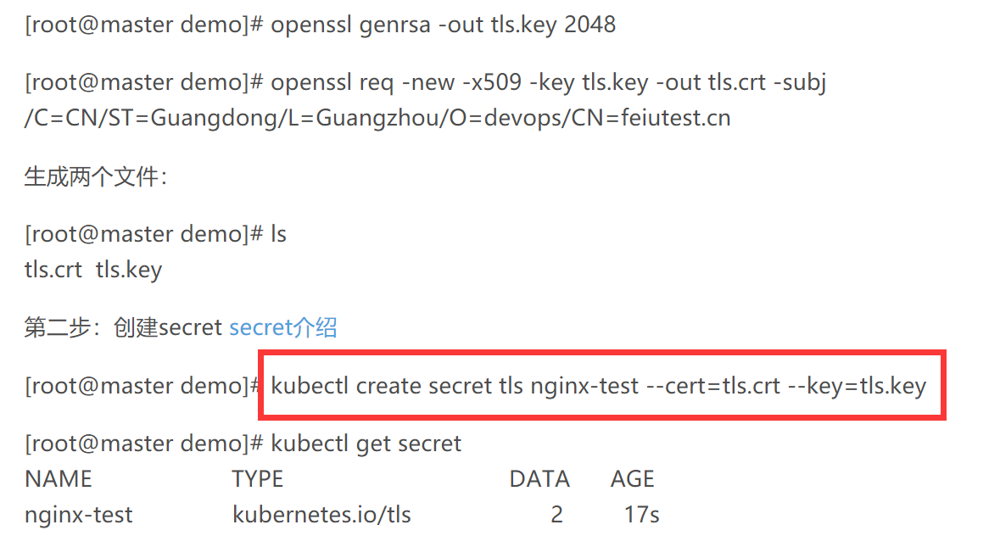 [root@master demo]# openssl genrsa -out tls.key 2048
[root@master demo]# openssl req -new -x509 -key tls.key -out tls.crt -subj
/C=CN/ST=Guangdong/L=Guangzhou/O=devops/CN=feiutest.cn
生成两个文件：
[root@master demo]# ls
tls.crt  tls.key
第二步：创建secret secret介绍
[root@master demo]# kubectl create secret tls nginx-test --cert=tls.crt --key=tls.key
[root@master demo]# kubectl get secret
NAME TYPE DATA AGE
nginx-test kubernetes.io/tls 2 17s